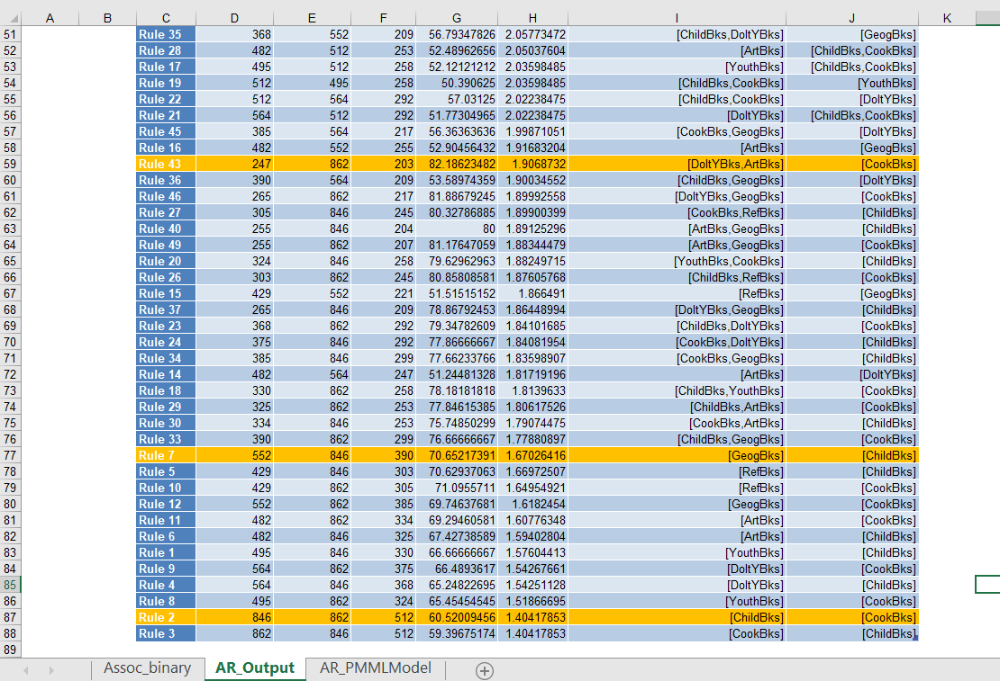 A B C D E F G H I J K
51 Rule 35 368 552 209 56.79347826 2.05773472 [ChildBks,DoltYBks] [GeogBks]
52 Rule 28 482 512 253 52.48962656 2.05037604 [ArtBks] [ChildBks,CookBks]
53 Rule 17 495 512 258 52.12121212 2.03598485 [YouthBks] [ChildBks,CookBks]
54 Rule 19 512 495 258 50.390625 2.03598485 [ChildBks,CookBks] [YouthBks]
55 Rule 22 512 564 292 57.03125 2.02238475 [ChildBks,CookBks] [DoltYBks]
56 Rule 21 564 512 292 51.77304965 2.02238475 [DoltYBks] [ChildBks,CookBks]
57 Rule 45 385 564 217 56.36363636 1.99871051 [CookBks,GeogBks] [DoltYBks]
58 Rule 16 482 552 255 52.90456432 1.91683204 [ArtBks] [GeogBks]
59 Rule 43 247 862 203 82.18623482 1.9068732 [DoltYBks,ArtBks] [CookBks]
60 Rule 36 390 564 209 53.58974359 1.90034552 [ChildBks,GeogBks] [DoltYBks]
61 Rule 46 265 862 217 81.88679245 1.89992558 [DoltYBks,GeogBks] [CookBks]
62 Rule 27 305 846 245 80.32786885 1.89900399 [CookBks,RefBks] [ChildBks]
63 Rule 40 255 846 204 80 1.89125296 [ArtBks,GeogBks] [ChildBks]
64 Rule 49 255 862 207 81.17647059 1.88344479 [ArtBks,GeogBks] [CookBks]
65 Rule 20 324 846 258 79.62962963 1.88249715 [YouthBks,CookBks] [ChildBks]
66 Rule 26 303 862 245 80.85808581 1.87605768 [ChildBks,RefBks] [CookBks]
67 Rule 15 429 552 221 51.51515152 1.866491 [RefBks] [GeogBks]
68 Rule 37 265 846 209 78.86792453 1.86448994 [DoltYBks,GeogBks] [ChildBks]
69 Rule 23 368 862 292 79.34782609 1.84101685 [ChildBks,DoltYBks] [CookBks]
70 Rule 24 375 846 292 77.86666667 1.84081954 [CookBks,DoltYBks] [ChildBks]
71 Rule 34 385 846 299 77.66233766 1.83598907 [CookBks,GeogBks] [ChildBks]
72 Rule 14 482 564 247 51.24481328 1.81719196 [ArtBks] [DoltYBks]
73 Rule 18 330 862 258 78.18181818 1.8139633 [ChildBks,YouthBks] [CookBks]
74 Rule 29 325 862 253 77.84615385 1.80617526 [ChildBks,ArtBks] [CookBks]
75 Rule 30 334 846 253 75.74850299 1.79074475 [CookBks,ArtBks] [ChildBks]
76 Rule 33 390 862 299 76.66666667 1.77880897 [ChildBks,GeogBks] [CookBks]
77 Rule 7 552 846 390 70.65217391 1.67026416 [GeogBks] [ChildBks]
78 Rule 5 429 846 303 70.62937063 1.66972507 [RefBks] [ChildBks]
79 Rule 10 429 862 305 71.0955711 1.64954921 [RefBks] [CookBks]
80 Rule 12 552 862 385 69.74637681 1.6182454 [GeogBks] [CookBks]
81 Rule 11 482 862 334 69.29460581 1.60776348 [ArtBks] [CookBks]
82 Rule 6 482 846 325 67.42738589 1.59402804 [ArtBks] [ChildBks]
83 Rule 1 495 846 330 66.66666667 1.57604413 [YouthBks] [ChildBks]
84 Rule 9 564 862 375 66.4893617 1.54267661 [DoltYBks] [CookBks]
85 Rule 4 564 846 368 65.24822695 1.54251128 [DoltYBks] [ChildBks]
86 Rule 8 495 862 324 65.45454545 1.51866695 [YouthBks] [CookBks]
87 Rule 2 846 862 512 60.52009456 1.40417853 [ChildBks] [CookBks]
88 Rule 3 862 846 512 59.39675174 1.40417853 [CookBks] [ChildBks]
89
Assoc_binary AR_Output AR_PMMLModel